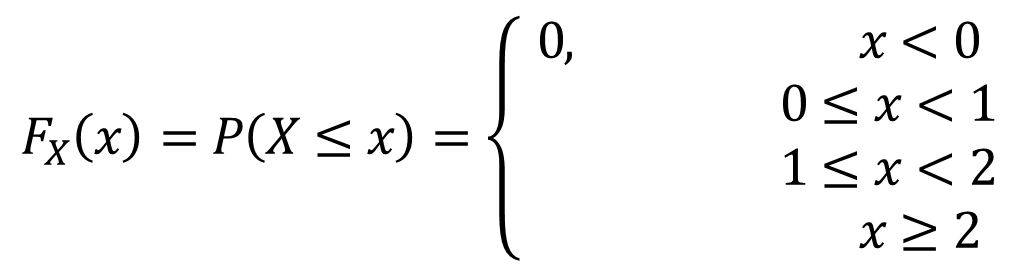 F_X(x) = P(X ≤ x) = { 0, x < 0
0 ≤ x < 1
1 ≤ x < 2
x ≥ 2